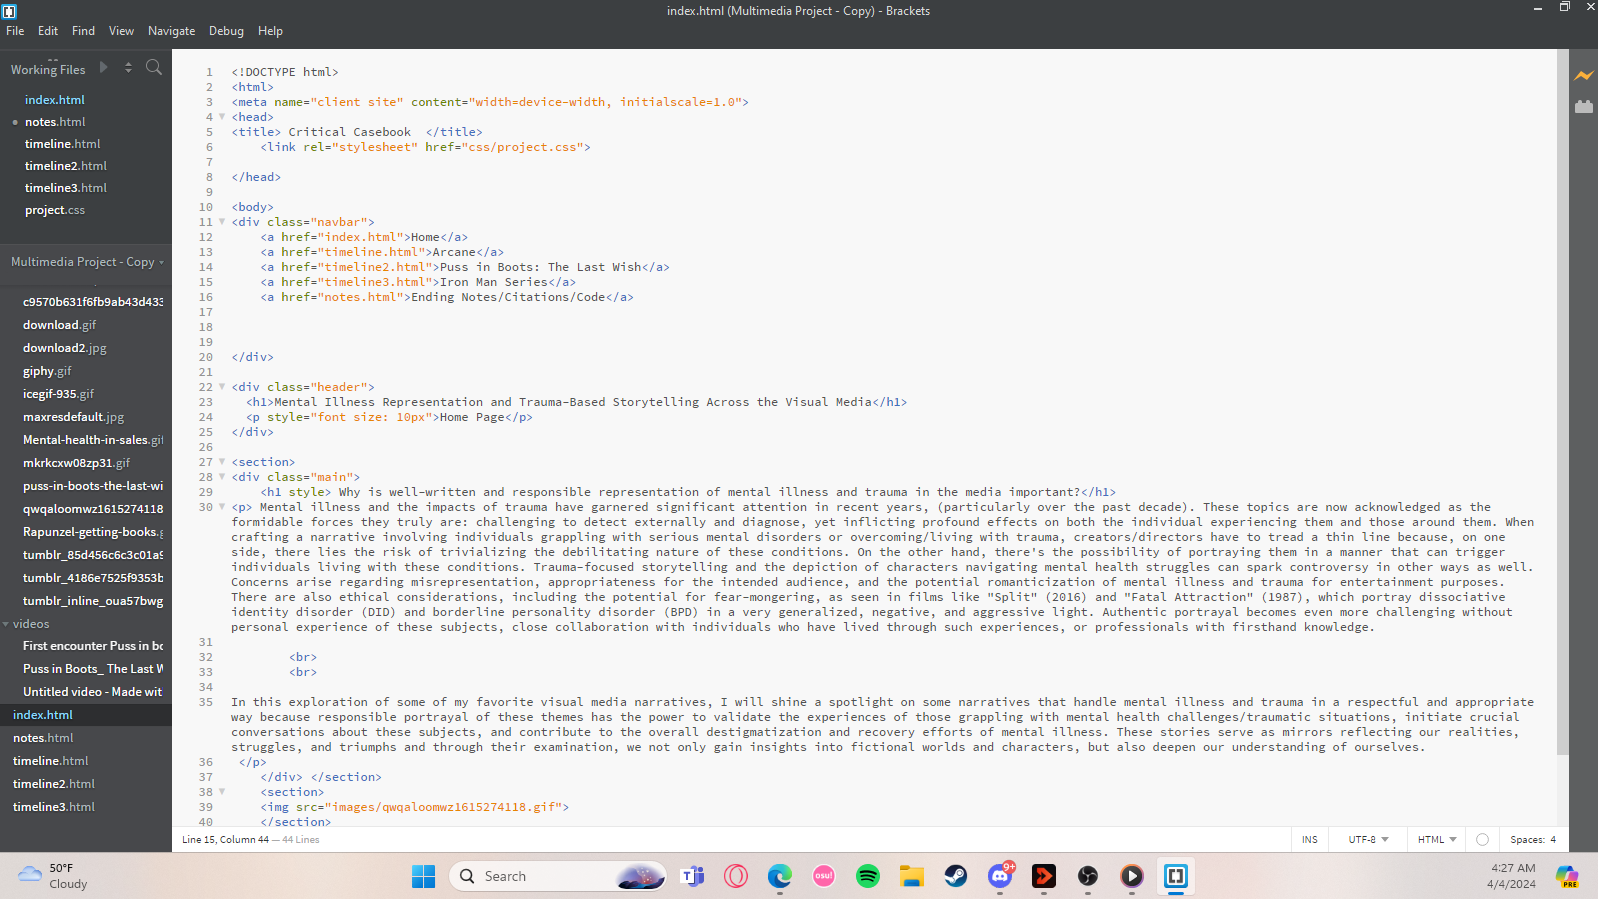 index.html (Multimedia Project - Copy) - Brackets
File Edit Find View Navigate Debug Help
Working Files
index.html
notes.html
timeline.html
timeline2.html
timeline3.html
project.css
Multimedia Project - Copy
c9570b631f6fb9ab43d433
download.gif
download2.jpg
giphy.gif
icegif-935.gif
maxresdefault.jpg
Mental-health-in-sales.gif
mkrkcxw08zp31.gif
puss-in-boots-the-last-wi
qwqaloomwz1615274118
Rapunzel-getting-books.g
tumblr_85d456c6c3c01a9
tumblr_4186e7525f9353b
tumblr_inline_oua57bwg
videos
First encounter Puss in bo
Puss in Boots_ The Last W
Untitled video - Made wit
index.html
notes.html
timeline.html
timeline2.html
timeline3.html
1 <!DOCTYPE html>
2 <html>
3 <meta name="client site" content="width=device-width, initialscale=1.0">
4 <head>
5 <title> Critical Casebook  </title>
6     <link rel="stylesheet" href="css/project.css">
7
8 </head>
9
10 <body>
11 <div class="navbar">
12     <a href="index.html">Home</a>
13     <a href="timeline.html">Arcane</a>
14     <a href="timeline2.html">Puss in Boots: The Last Wish</a>
15     <a href="timeline3.html">Iron Man Series</a>
16     <a href="notes.html">Ending Notes/Citations/Code</a>
17
18
19
20 </div>
21
22 <div class="header">
23   <h1>Mental Illness Representation and Trauma-Based Storytelling Across the Visual Media</h1>
24   <p style="font size: 10px">Home Page</p>
25 </div>
26
27 <section>
28 <div class="main">
29     <h1 style> Why is well-written and responsible representation of mental illness and trauma in the media important?</h1>
30 <p> Mental illness and the impacts of trauma have garnered significant attention in recent years, (particularly over the past decade). These topics are now acknowledged as the
formidable forces they truly are: challenging to detect externally and diagnose, yet inflicting profound effects on both the individual experiencing them and those around them. When
crafting a narrative involving individuals grappling with serious mental disorders or overcoming/living with trauma, creators/directors have to tread a thin line because, on one
side, there lies the risk of trivializing the debilitating nature of these conditions. On the other hand, there's the possibility of portraying them in a manner that can trigger
individuals living with these conditions. Trauma-focused storytelling and the depiction of characters navigating mental health struggles can spark controversy in other ways as well.
Concerns arise regarding misrepresentation, appropriateness for the intended audience, and the potential romanticization of mental illness and trauma for entertainment purposes.
There are also ethical considerations, including the potential for fear-mongering, as seen in films like "Split" (2016) and "Fatal Attraction" (1987), which portray dissociative
identity disorder (DID) and borderline personality disorder (BPD) in a very generalized, negative, and aggressive light. Authentic portrayal becomes even more challenging without
personal experience of these subjects, close collaboration with individuals who have lived through such experiences, or professionals with firsthand knowledge.
31
32         <br>
33         <br>
34
35 In this exploration of some of my favorite visual media narratives, I will shine a spotlight on some narratives that handle mental illness and trauma in a respectful and appropriate
way because responsible portrayal of these themes has the power to validate the experiences of those grappling with mental health challenges/traumatic situations, initiate crucial
conversations about these subjects, and contribute to the overall destigmatization and recovery efforts of mental illness. These stories serve as mirrors reflecting our realities,
struggles, and triumphs and through their examination, we not only gain insights into fictional worlds and characters, but also deepen our understanding of ourselves.
36  </p>
37     </div> </section>
38     <section>
39     <img src="images/qwqaloomwz1615274118.gif">
40     </section>
Line 15, Column 44 — 44 Lines
INS UTF-8 HTML Spaces: 4
50°F
Cloudy
Search
osu!
9+
4:27 AM
4/4/2024
PRE